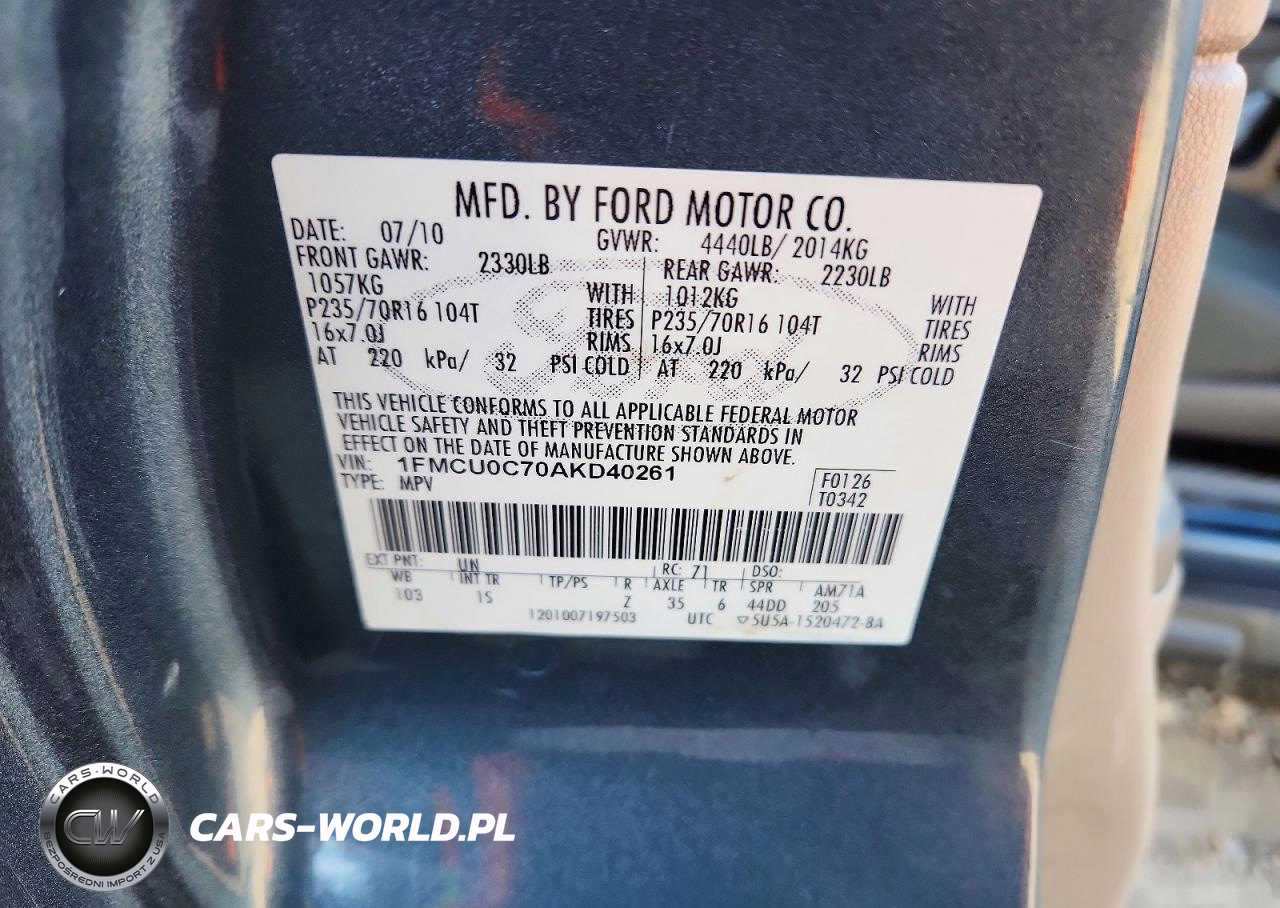 MFD. BY FORD MOTOR CO.
DATE: 07/10 GVWR: 4440LB/ 2014KG
FRONT GAWR: 2330LB REAR GAWR: 2230LB
1057KG WITH 1012KG WITH
P235/70R16 104T TIRES P235/70R16 104T TIRES
16x7.0J RIMS 16x7.0J RIMS
AT 220 kPa/ 32 PSI COLD AT 220 kPa/ 32 PSI COLD
THIS VEHICLE CONFORMS TO ALL APPLICABLE FEDERAL MOTOR
VEHICLE SAFETY AND THEFT PREVENTION STANDARDS IN
EFFECT ON THE DATE OF MANUFACTURE SHOWN ABOVE.
VIN: 1FMCU0C70AKD40261
TYPE: MPV
F0126
T0342
EXT PNT: UN RC: 71 DSO:
WB INT TR TP/PS R AXLE TR SPR AM71A
103 IS Z 35 6 44DD 205
1201007197503 UTC ▽5U5A-1520472-BA
CARS-WORLD
CW
BEZPOŚREDNI IMPORT Z USA
CARS-WORLD.PL